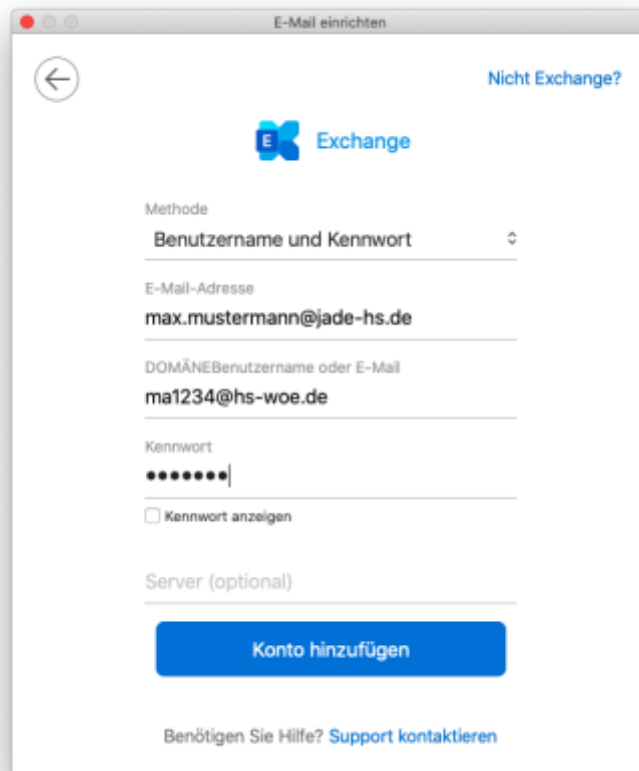 E-Mail einrichten
Nicht Exchange?
E Exchange
Methode
Benutzername und Kennwort
E-Mail-Adresse
max.mustermann@jade-hs.de
DOMÄNEBenutzername oder E-Mail
ma1234@hs-woe.de
Kennwort
•••••••
Kennwort anzeigen
Server (optional)
Konto hinzufügen
Benötigen Sie Hilfe? Support kontaktieren